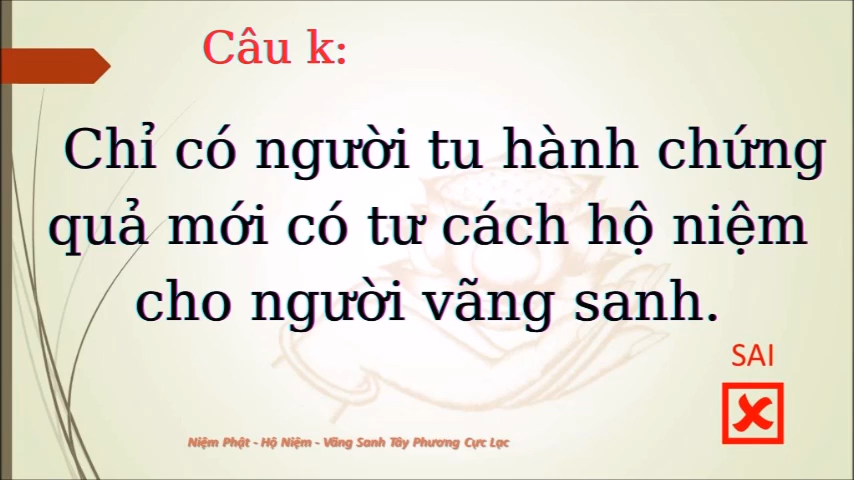 Câu k:
Chỉ có người tu hành chứng
quả mới có tư cách hộ niệm
cho người vãng sanh.
SAI
Niệm Phật - Hộ Niệm - Vãng Sanh Tây Phương Cực Lạc